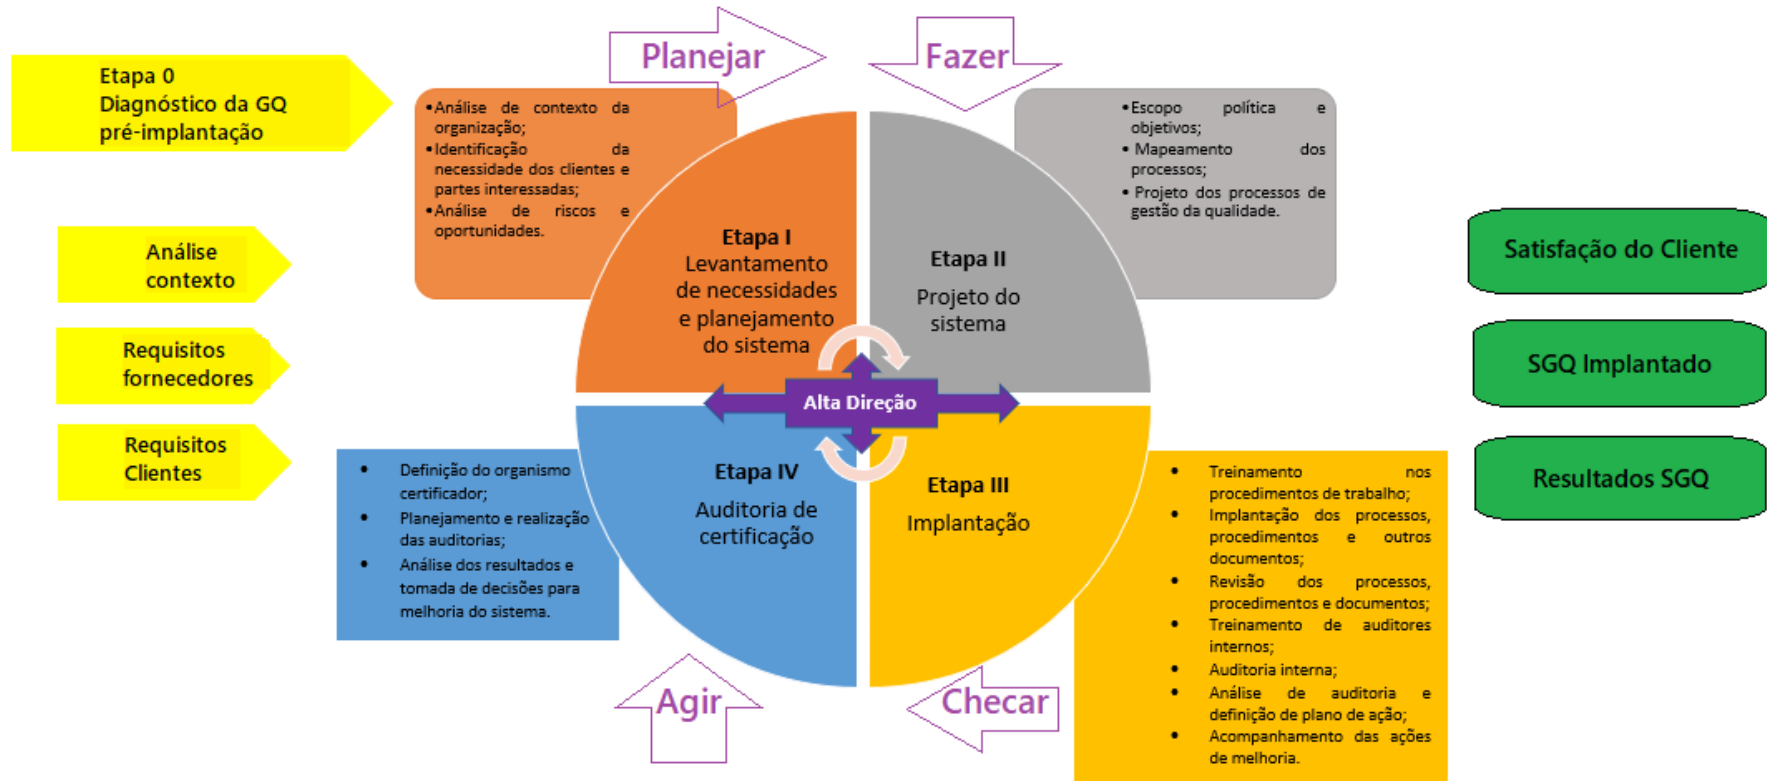 Planejar
Fazer
Etapa 0
Diagnóstico da GQ
pré-implantação
•Análise de contexto da
organização;
•Identificação da
necessidade dos clientes e
partes interessadas;
•Análise de riscos e
oportunidades.
•Escopo política e
objetivos;
• Mapeamento dos
processos;
• Projeto dos processos de
gestão da qualidade.
Análise
contexto
Requisitos
fornecedores
Requisitos
Clientes
Etapa I
Levantamento
de necessidades
e planejamento
do sistema
Etapa II
Projeto do
sistema
Alta Direção
Etapa IV
Auditoria de
certificação
Etapa III
Implantação
Satisfação do Cliente
SGQ Implantado
Resultados SGQ
• Definição do organismo
certificador;
• Planejamento e realização
das auditorias;
• Análise dos resultados e
tomada de decisões para
melhoria do sistema.
• Treinamento nos
procedimentos de trabalho;
• Implantação dos processos,
procedimentos e outros
documentos;
• Revisão dos processos,
procedimentos e documentos;
• Treinamento de auditores
internos;
• Auditoria interna;
• Análise de auditoria e
definição de plano de ação;
• Acompanhamento das ações
de melhoria.
Agir
Checar